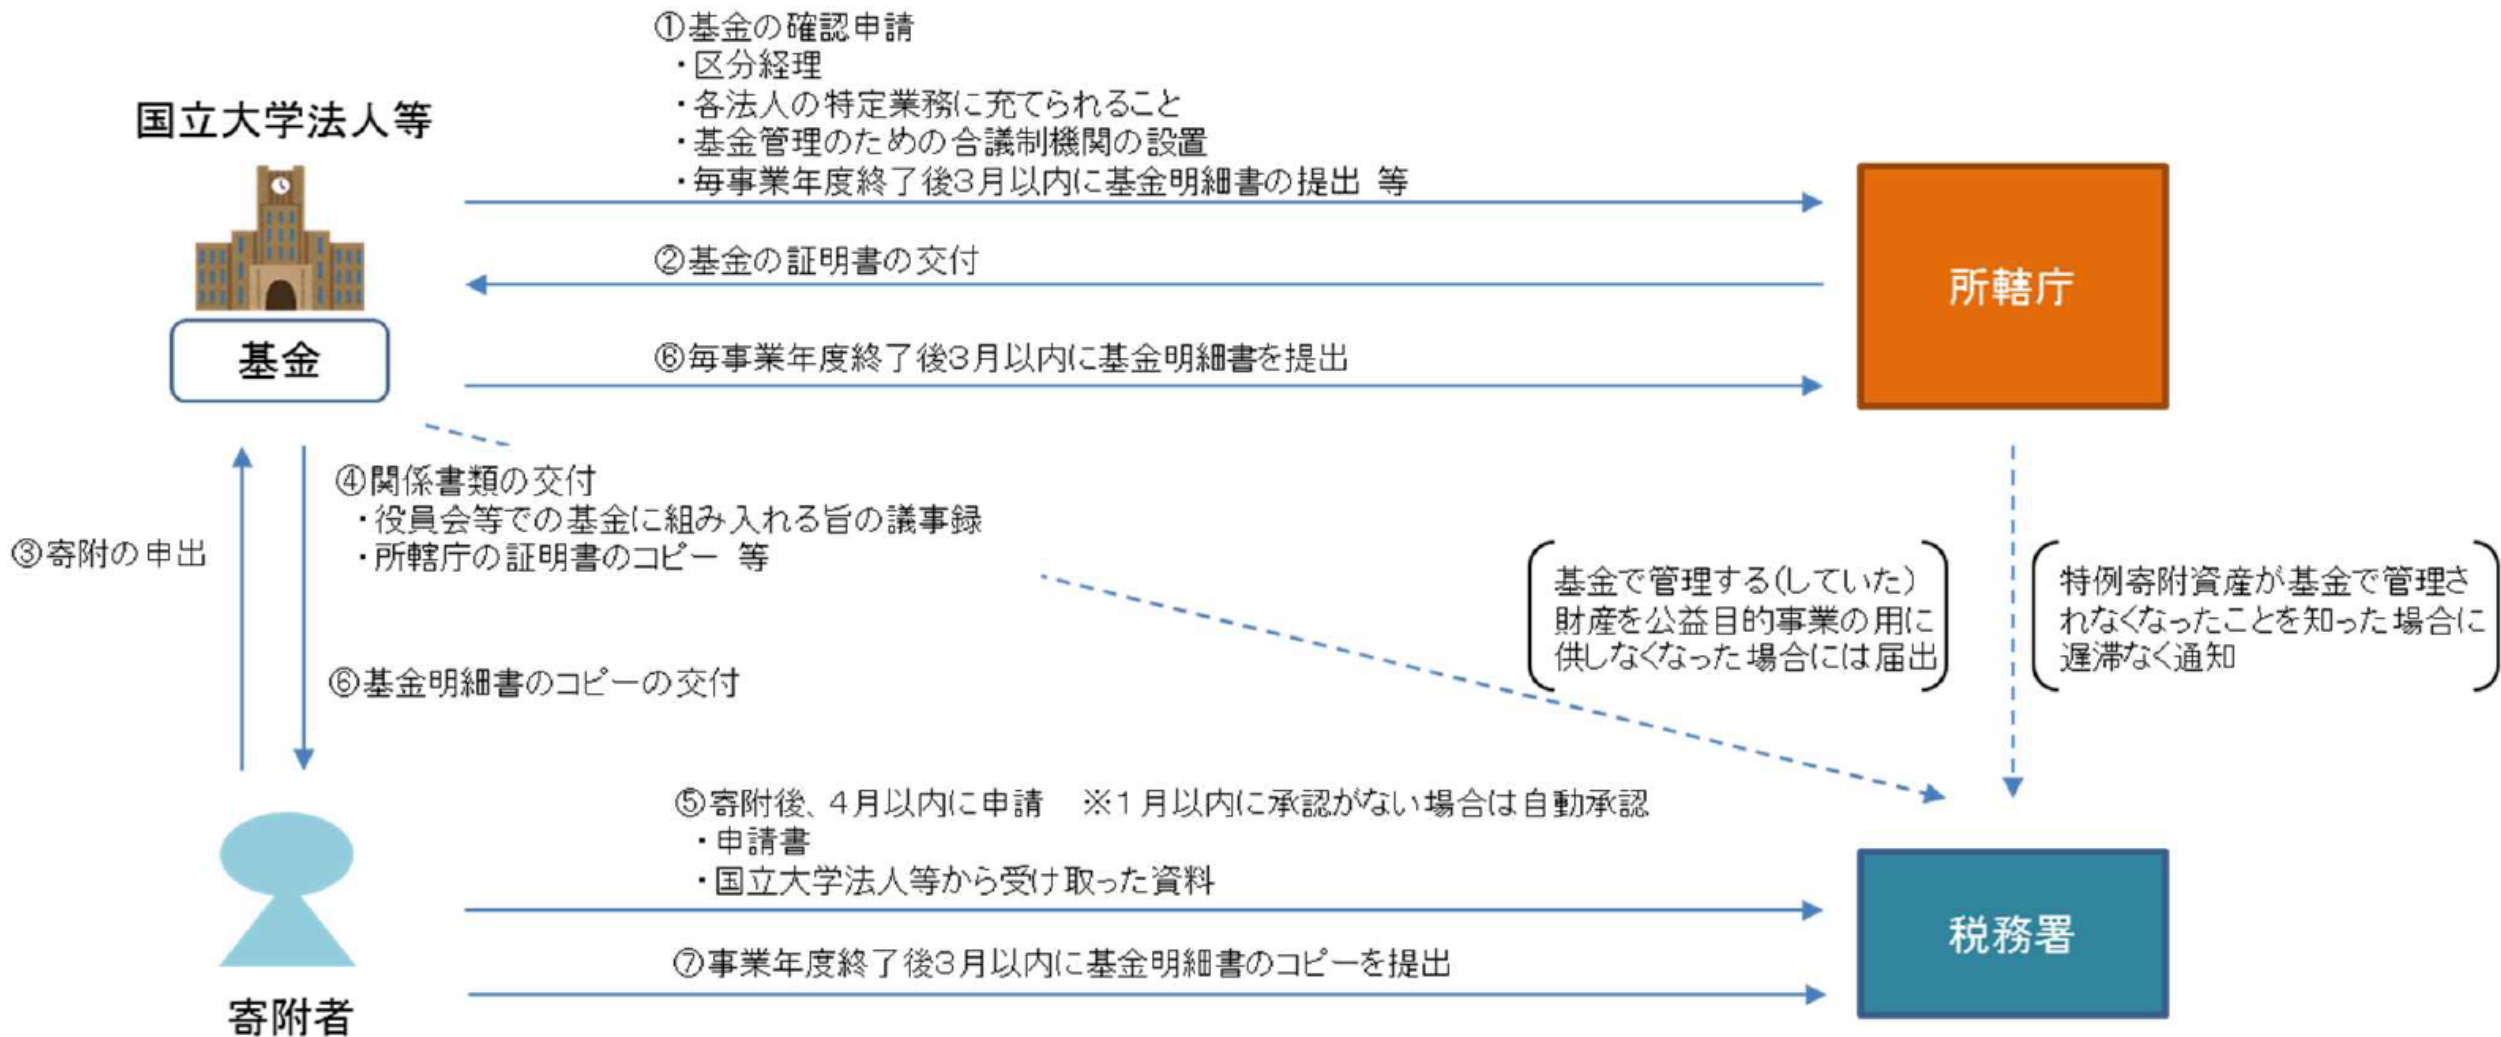 ①基金の確認申請
・区分経理
・各法人の特定業務に充てられること
・基金管理のための合議制機関の設置
・毎事業年度終了後3月以内に基金明細書の提出 等
国立大学法人等
②基金の証明書の交付
所轄庁
基金
⑥毎事業年度終了後3月以内に基金明細書を提出
④関係書類の交付
・役員会等での基金に組み入れる旨の議事録
・所轄庁の証明書のコピー 等
③寄附の申出
基金で管理する(していた)
財産を公益目的事業の用に
供しなくなった場合には届出
特例寄附資産が基金で管理さ
れなくなったことを知った場合に
遅滞なく通知
⑥基金明細書のコピーの交付
⑤寄附後、4月以内に申請 ※1月以内に承認がない場合は自動承認
・申請書
・国立大学法人等から受け取った資料
税務署
⑦事業年度終了後3月以内に基金明細書のコピーを提出
寄附者